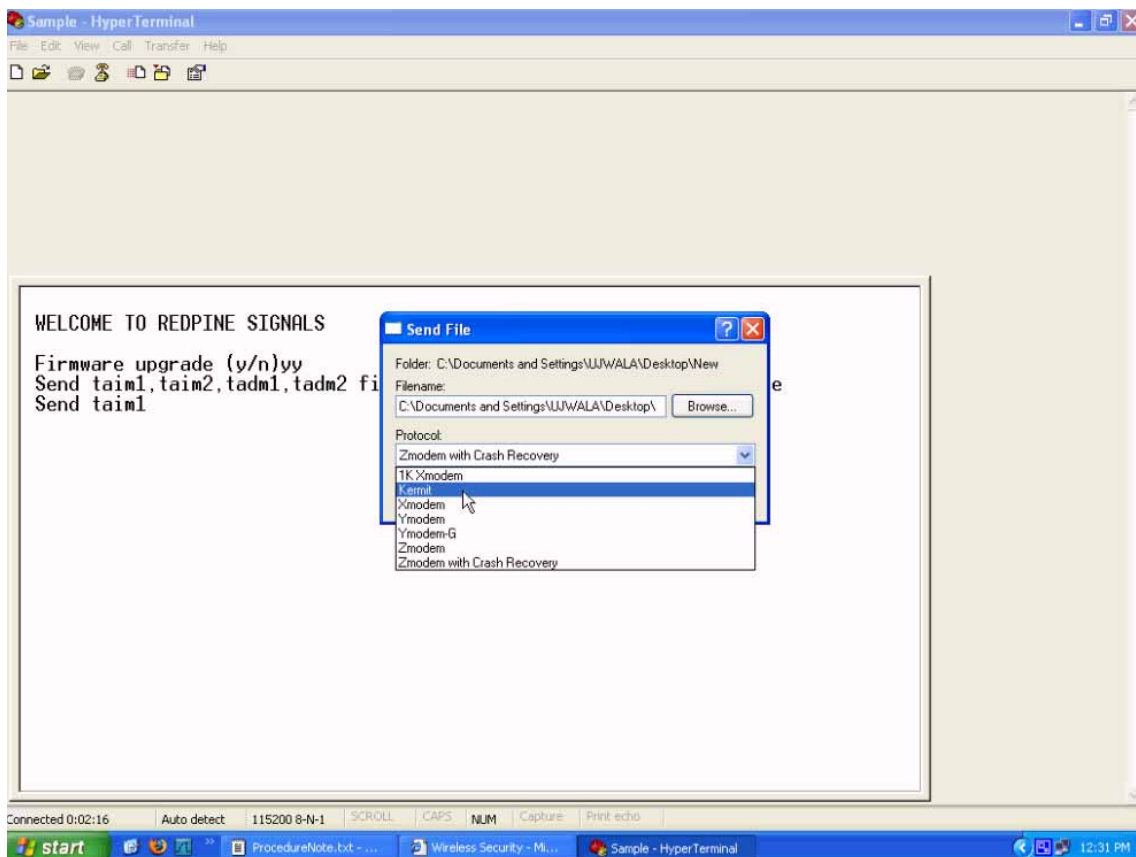 Sample - HyperTerminal
File Edit View Call Transfer Help
WELCOME TO REDPINE SIGNALS
Firmware upgrade (y/n)yy
Send taim1,taim2,tadm1,tadm2 fi
e
Send taim1
Send File
Folder: C:\Documents and Settings\UJWALA\Desktop\New
Filename:
C:\Documents and Settings\UJWALA\Desktop\
Browse...
Protocol:
Zmodem with Crash Recovery
1K Xmodem
Kermit
Xmodem
Ymodem
Ymodem-G
Zmodem
Zmodem with Crash Recovery
Connected 0:02:16 Auto detect 115200 8-N-1 SCROLL CAPS NUM Capture Print echo
start ProcedureNote.txt - ... Wireless Security - Mi... Sample - HyperTerminal 12:31 PM